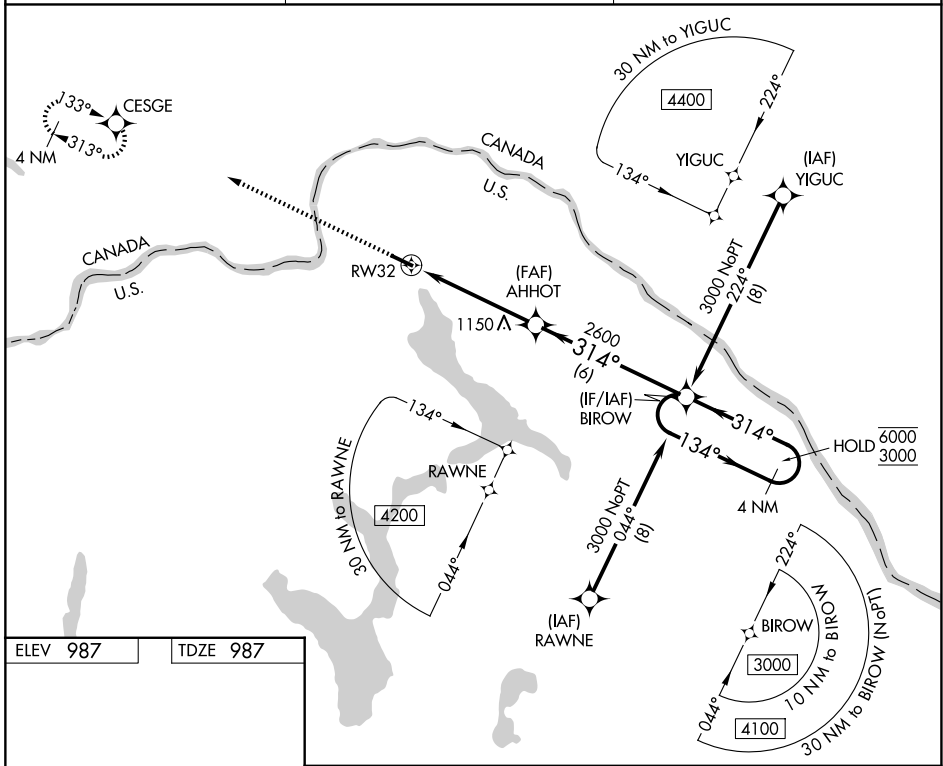 30 NM to YIGUC
4400
224°
YIGUC
134°
133°
CESGE
313°
4 NM
CANADA
U.S.
(IAF)
YIGUC
3000 NoPT
224°
(8)
CANADA
U.S.
RW32
(FAF)
AHHOT
1150
2600
314°
(6)
(IF/IAF)
BIROW
314°
134°
HOLD 6000
3000
4 NM
30 NM to RAWNE
134°
RAWNE
4200
044°
3000 NoPT
044°
(8)
(IAF)
RAWNE
224°
BIROW
3000
10 NM to BIROW
044°
4100
30 NM to BIROW (NoPT)
ELEV 987
TDZE 987